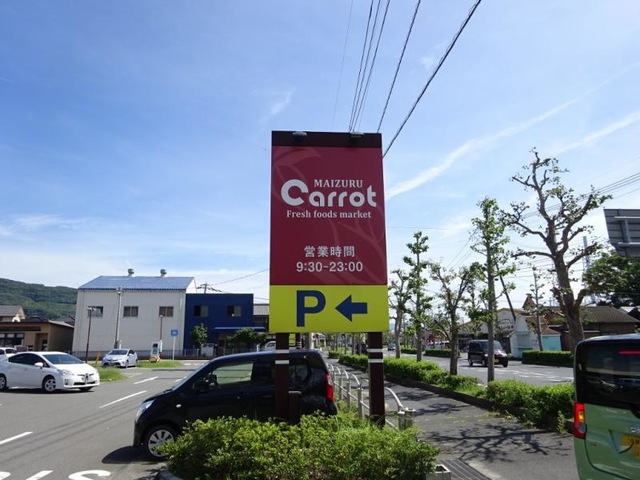 MAIZURU
Carrot
Fresh foods market
営業時間
9:30-23:00
P